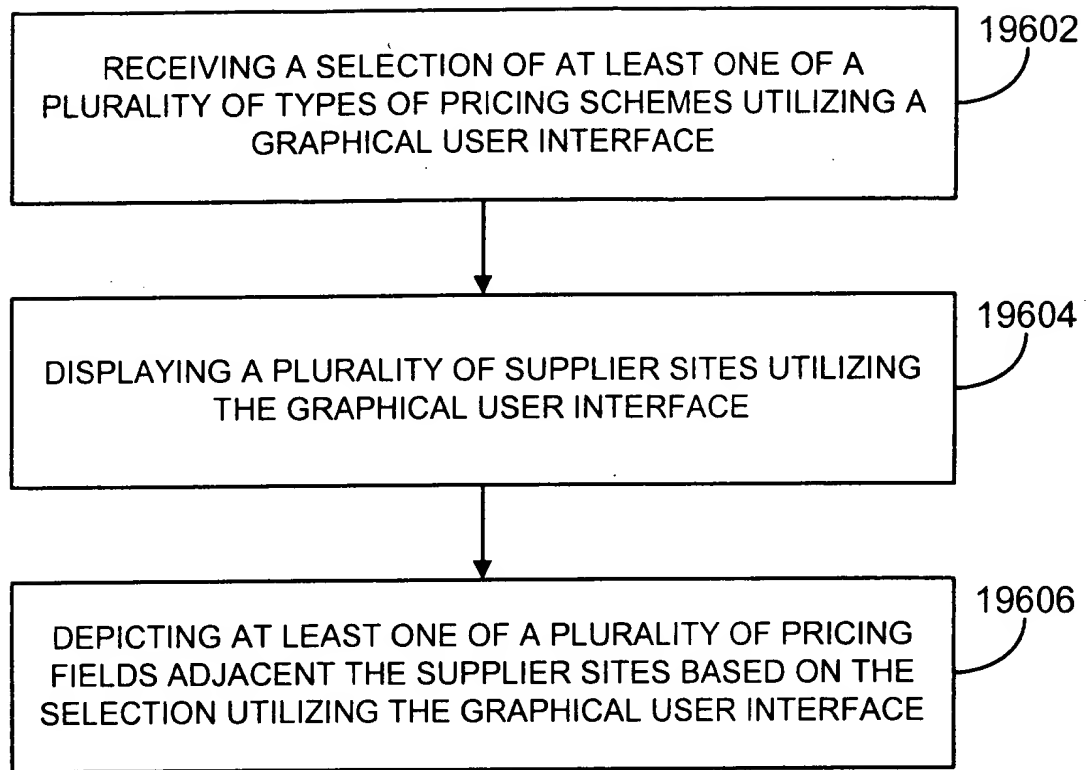 19602
RECEIVING A SELECTION OF AT LEAST ONE OF A
PLURALITY OF TYPES OF PRICING SCHEMES UTILIZING A
GRAPHICAL USER INTERFACE
19604
DISPLAYING A PLURALITY OF SUPPLIER SITES UTILIZING
THE GRAPHICAL USER INTERFACE
19606
DEPICTING AT LEAST ONE OF A PLURALITY OF PRICING
FIELDS ADJACENT THE SUPPLIER SITES BASED ON THE
SELECTION UTILIZING THE GRAPHICAL USER INTERFACE